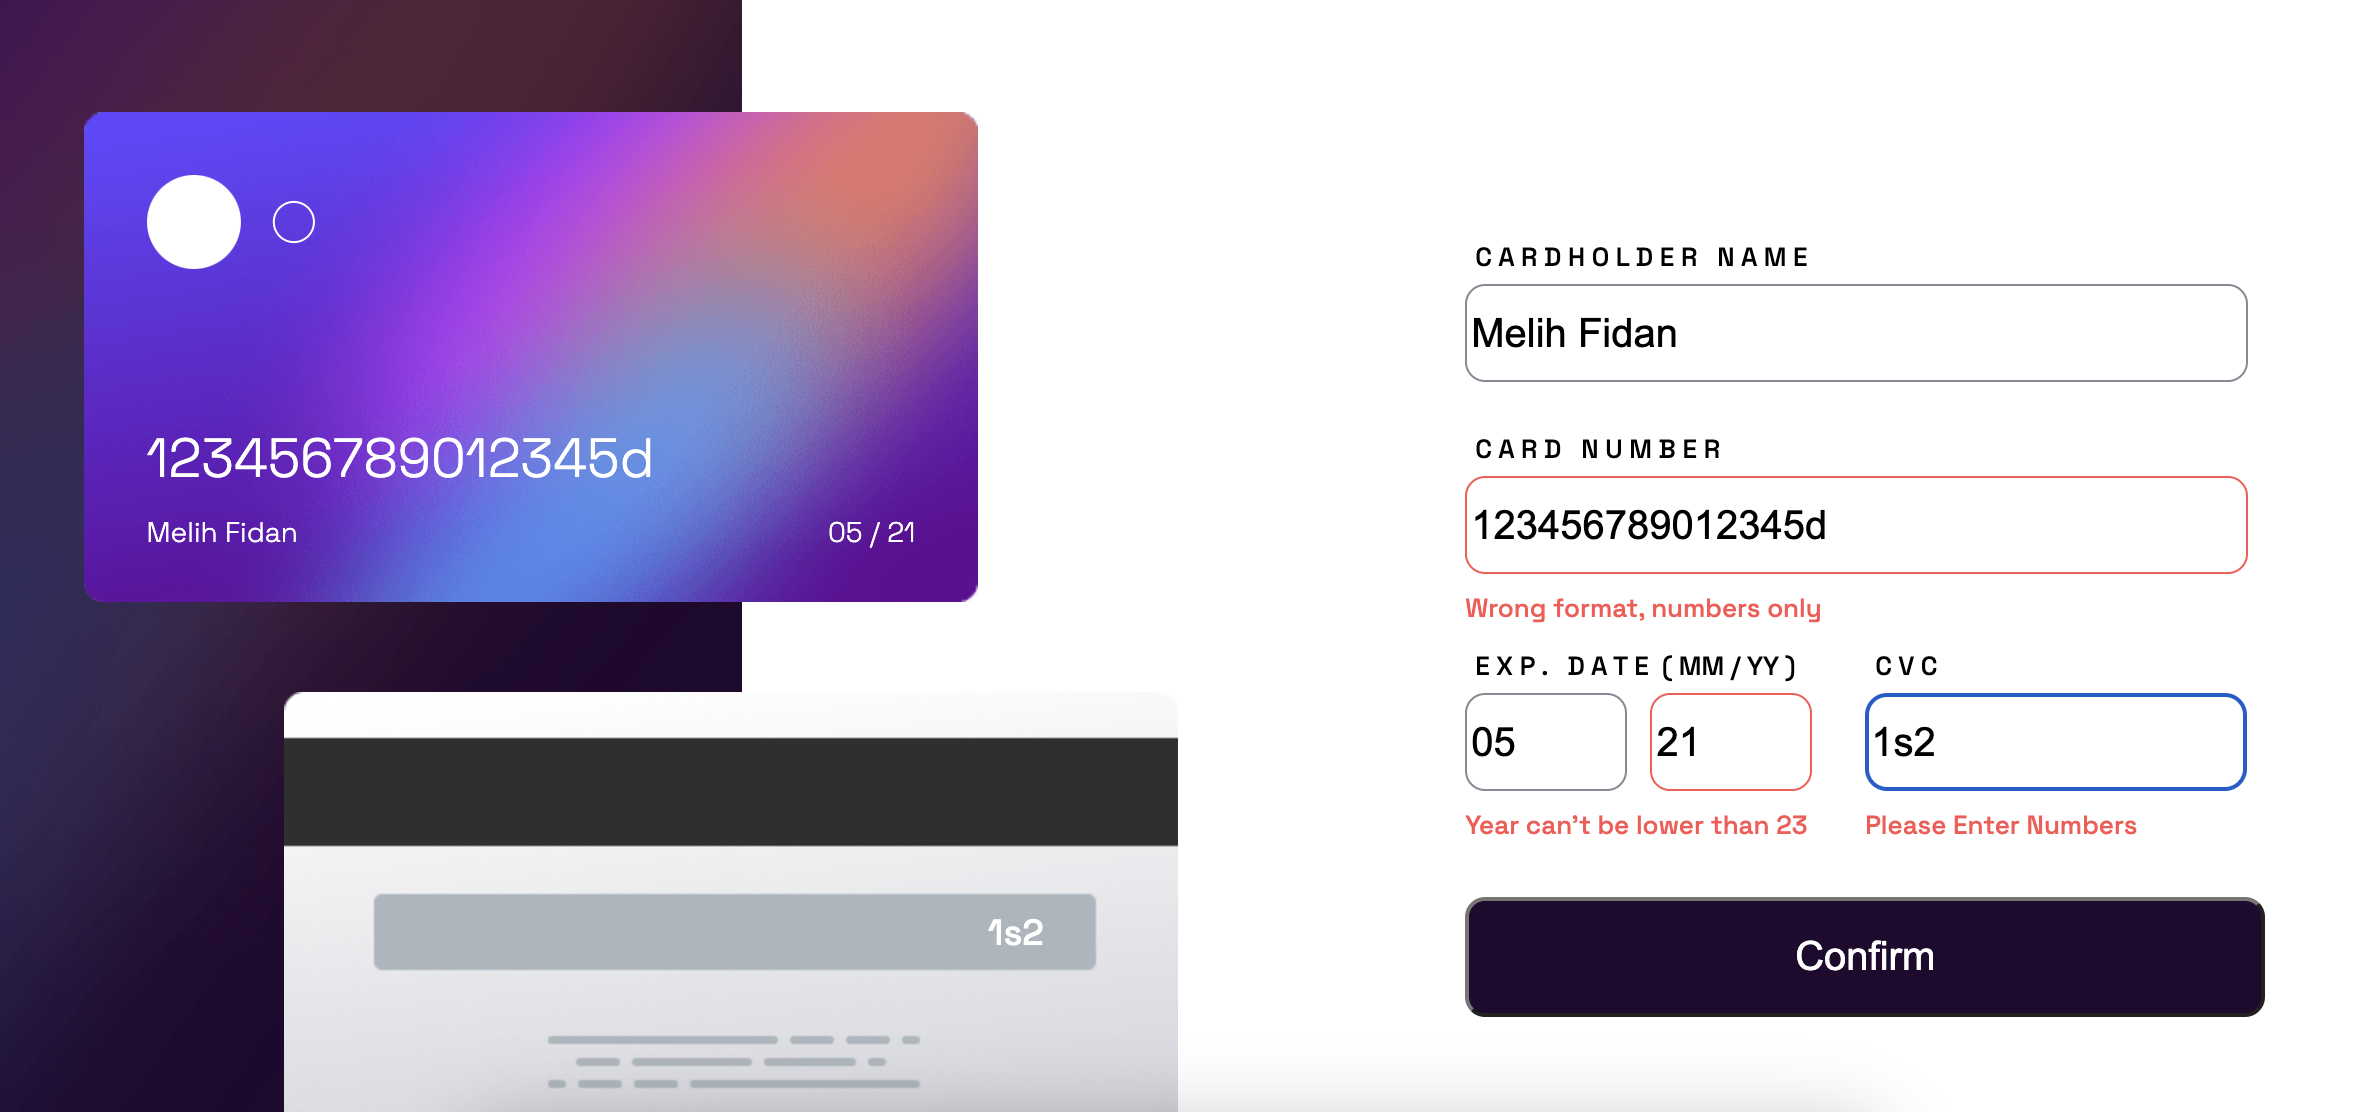 123456789012345d
Melih Fidan
05 / 21
1s2
CARDHOLDER NAME
Melih Fidan
CARD NUMBER
123456789012345d
Wrong format, numbers only
EXP. DATE (MM/YY)
CVC
05
21
1s2
Year can't be lower than 23
Please Enter Numbers
Confirm